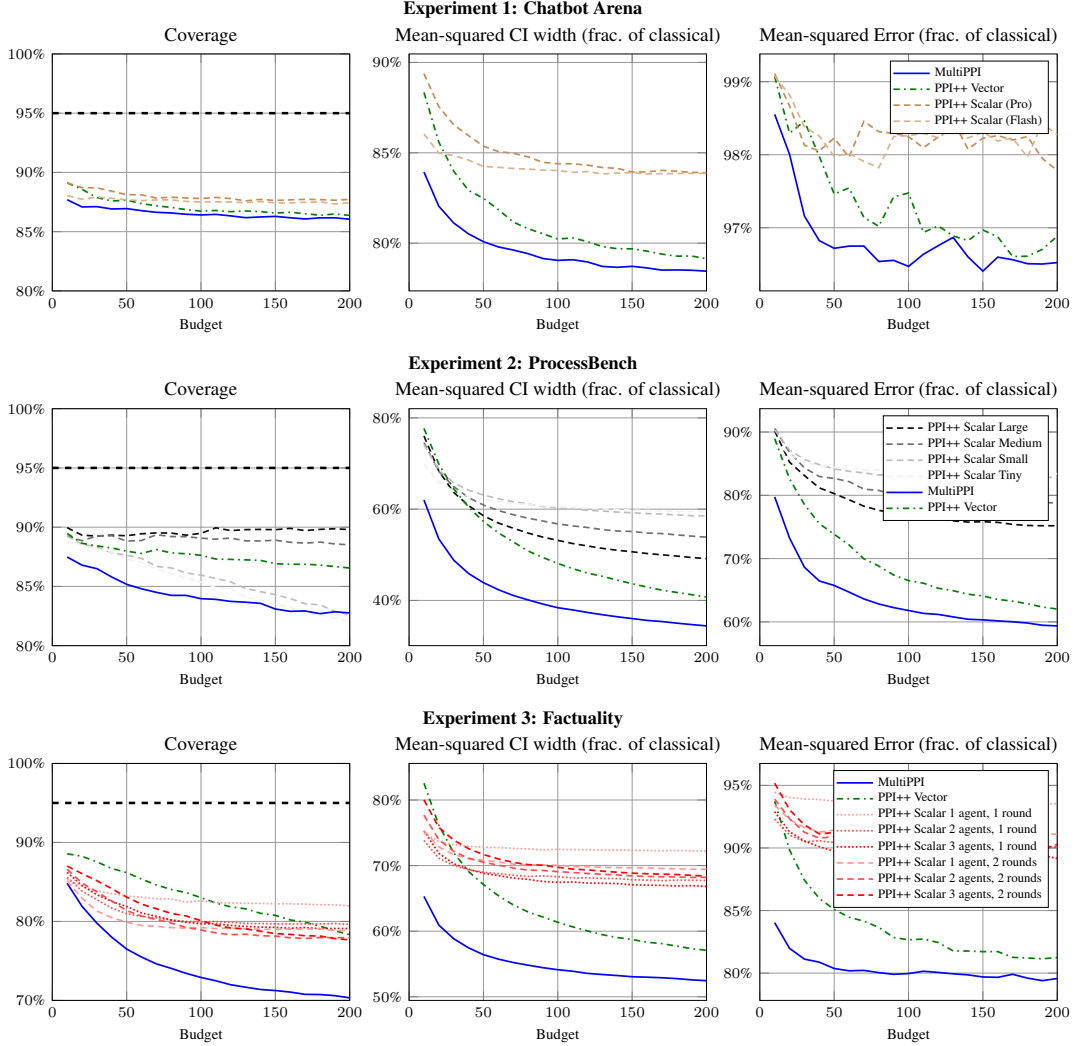 Experiment 1: Chatbot Arena
Coverage
100%
95%
90%
85%
80%
0 50 100 150 200
Budget
Mean-squared CI width (frac. of classical)
90%
85%
80%
0 50 100 150 200
Budget
Mean-squared Error (frac. of classical)
99%
98%
97%
0 50 100 150 200
Budget
MultiPPI
PPI++ Vector
PPI++ Scalar (Pro)
PPI++ Scalar (Flash)
Experiment 2: ProcessBench
Coverage
100%
95%
90%
85%
80%
0 50 100 150 200
Budget
Mean-squared CI width (frac. of classical)
80%
60%
40%
0 50 100 150 200
Budget
Mean-squared Error (frac. of classical)
90%
80%
70%
60%
0 50 100 150 200
Budget
PPI++ Scalar Large
PPI++ Scalar Medium
PPI++ Scalar Small
PPI++ Scalar Tiny
MultiPPI
PPI++ Vector
Experiment 3: Factuality
Coverage
100%
90%
80%
70%
0 50 100 150 200
Budget
Mean-squared CI width (frac. of classical)
80%
70%
60%
50%
0 50 100 150 200
Budget
Mean-squared Error (frac. of classical)
95%
90%
85%
80%
0 50 100 150 200
Budget
MultiPPI
PPI++ Vector
PPI++ Scalar 1 agent, 1 round
PPI++ Scalar 2 agents, 1 round
PPI++ Scalar 3 agents, 1 round
PPI++ Scalar 1 agent, 2 rounds
PPI++ Scalar 2 agents, 2 rounds
PPI++ Scalar 3 agents, 2 rounds